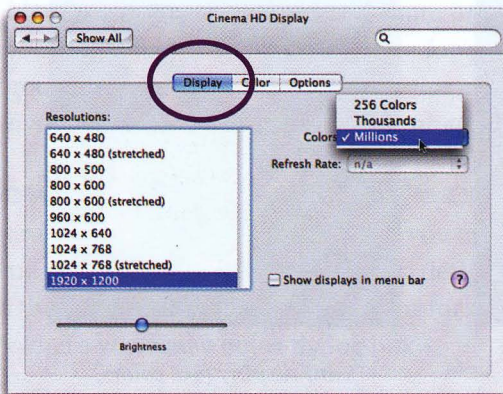 Cinema HD Display
Show All
Display Color Options
Resolutions:
640 x 480
640 x 480 (stretched)
800 x 500
800 x 600
800 x 600 (stretched)
960 x 600
1024 x 640
1024 x 768
1024 x 768 (stretched)
1920 x 1200
256 Colors
Thousands
Colors ✓ Millions
Refresh Rate: n/a
Show displays in menu bar ?
Brightness